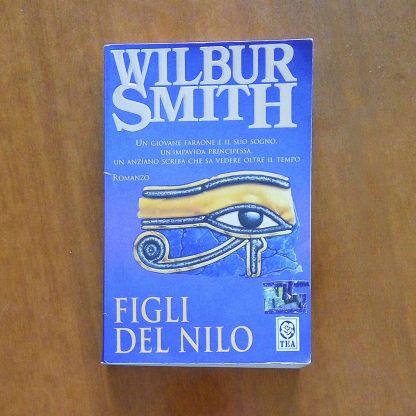 WILBUR
SMITH
UN GIOVANE FARAONE E IL SUO SOGNO,
UN'IMPAVIDA PRINCIPESSA,
UN ANZIANO SCRIBA CHE SA VEDERE OLTRE IL TEMPO
ROMANZO
FIGLI
DEL NILO
TEA